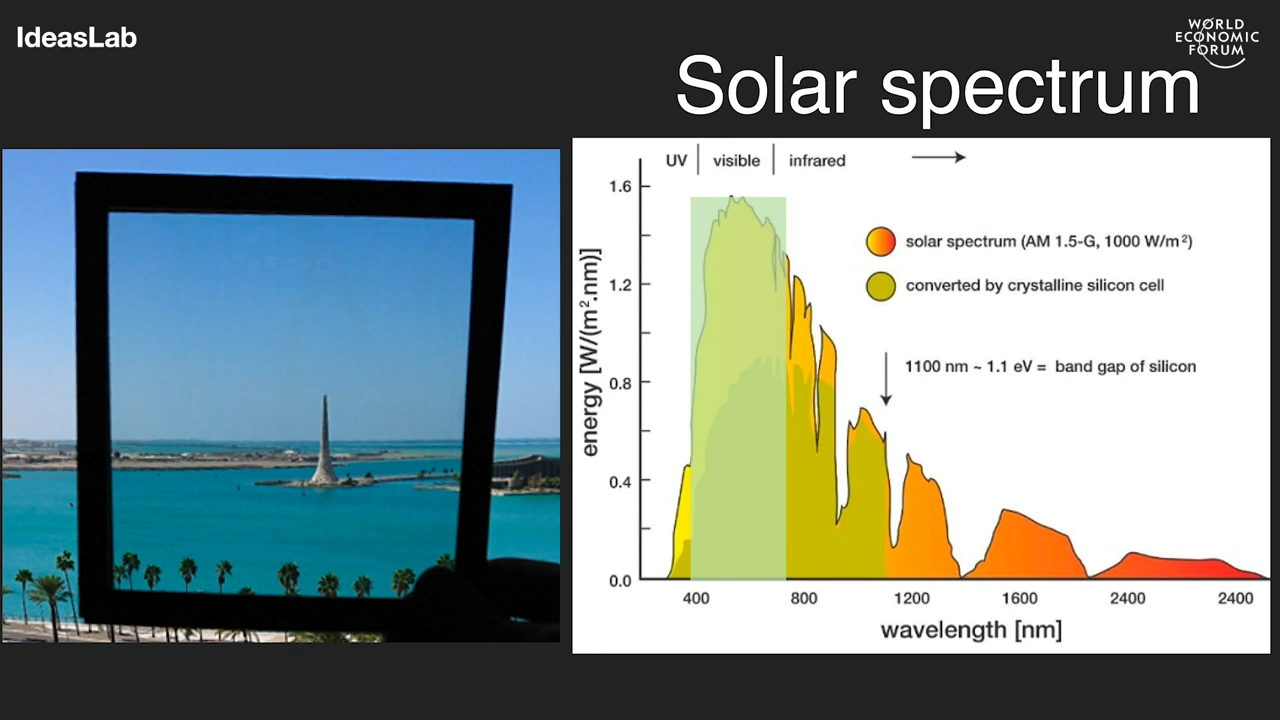 IdeasLab
WORLD
ECONOMIC
FORUM
Solar spectrum
UV | visible | infrared
solar spectrum (AM 1.5-G, 1000 W/m²)
converted by crystalline silicon cell
1100 nm ~ 1.1 eV = band gap of silicon
energy [W/(m².nm)]
1.6
1.2
0.8
0.4
0.0
400 800 1200 1600 2400 2400
wavelength [nm]